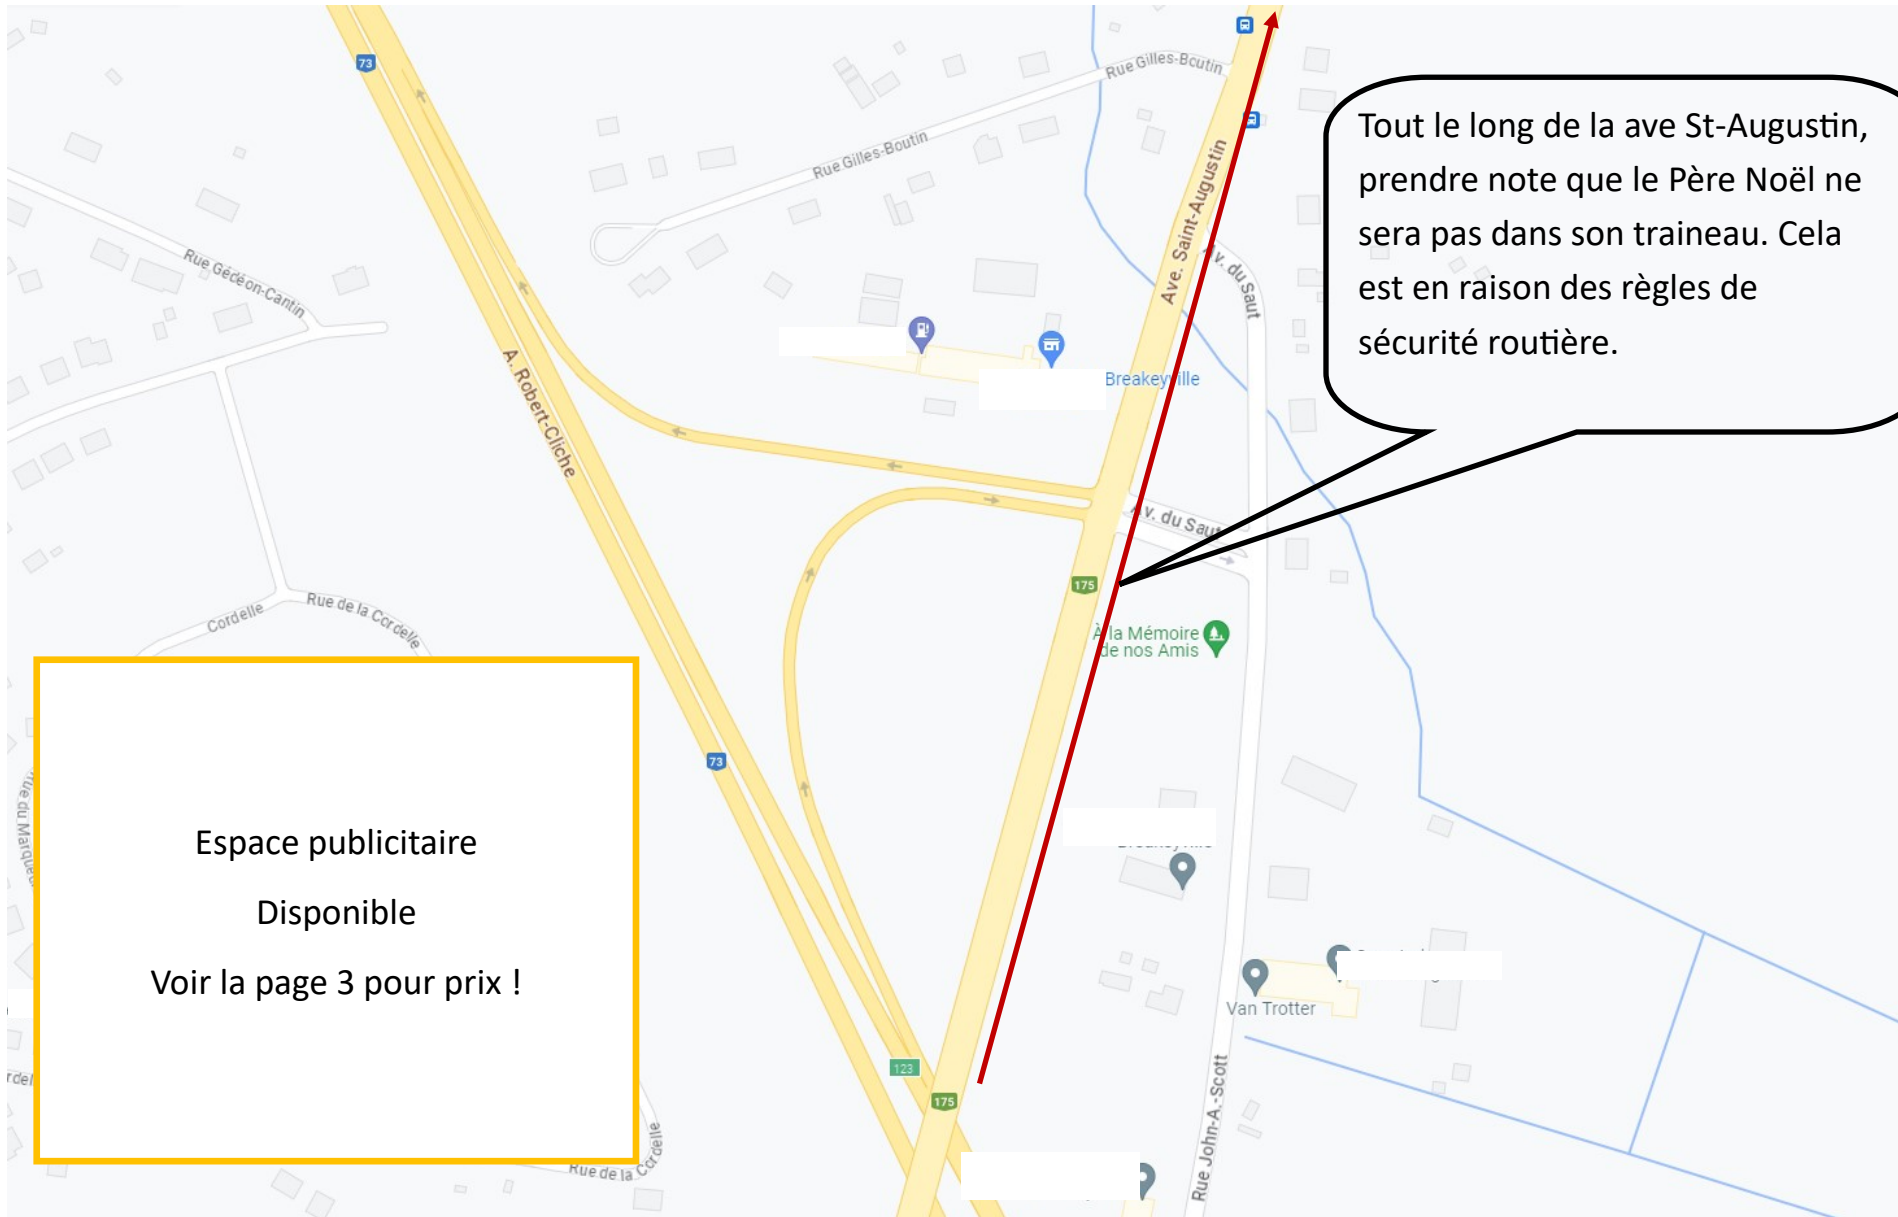 73
Rue Gilles-Boutin
Tout le long de la ave St-Augustin,
prendre note que le Père Noël ne
sera pas dans son traineau. Cela
est en raison des règles de
sécurité routière.
Rue Gilles-Boutin
Ave. Saint-Augustin
Av. du Saut
Rue Gédéon-Cantin
A. Robert-Cliche
Breakeyville
Av. du Saut
175
Cordelle
Rue de la Cordelle
À la Mémoire
de nos Amis
73
Espace publicitaire
Disponible
Voir la page 3 pour prix !
Van Trotter
123
175
Rue John-A.-Scott
Rue de la Cordelle